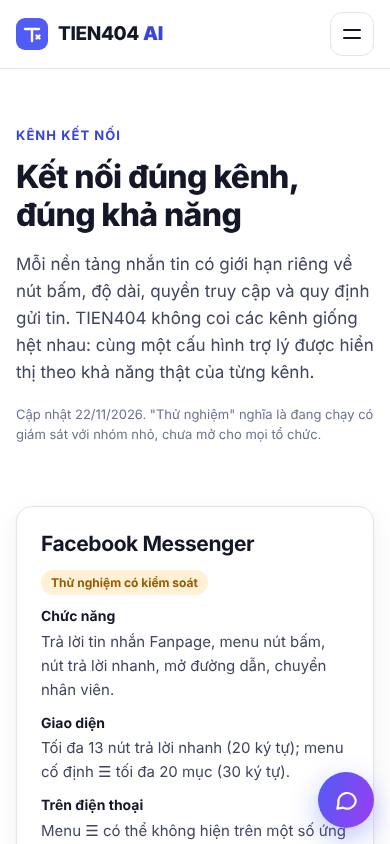 TIEN404 AI
KÊNH KẾT NỐI
Kết nối đúng kênh,
đúng khả năng
Mỗi nền tảng nhắn tin có giới hạn riêng về
nút bấm, độ dài, quyền truy cập và quy định
gửi tin. TIEN404 không coi các kênh giống
hệt nhau: cùng một cấu hình trợ lý được hiển
thị theo khả năng thật của từng kênh.
Cập nhật 22/11/2026. "Thử nghiệm" nghĩa là đang chạy có
giám sát với nhóm nhỏ, chưa mở cho mọi tổ chức.
Facebook Messenger
Thử nghiệm có kiểm soát
Chức năng
Trả lời tin nhắn Fanpage, menu nút bấm,
nút trả lời nhanh, mở đường dẫn, chuyển
nhân viên.
Giao diện
Tối đa 13 nút trả lời nhanh (20 ký tự); menu
cố định ☰ tối đa 20 mục (30 ký tự).
Trên điện thoại
Menu ☰ có thể không hiện trên một số ứng